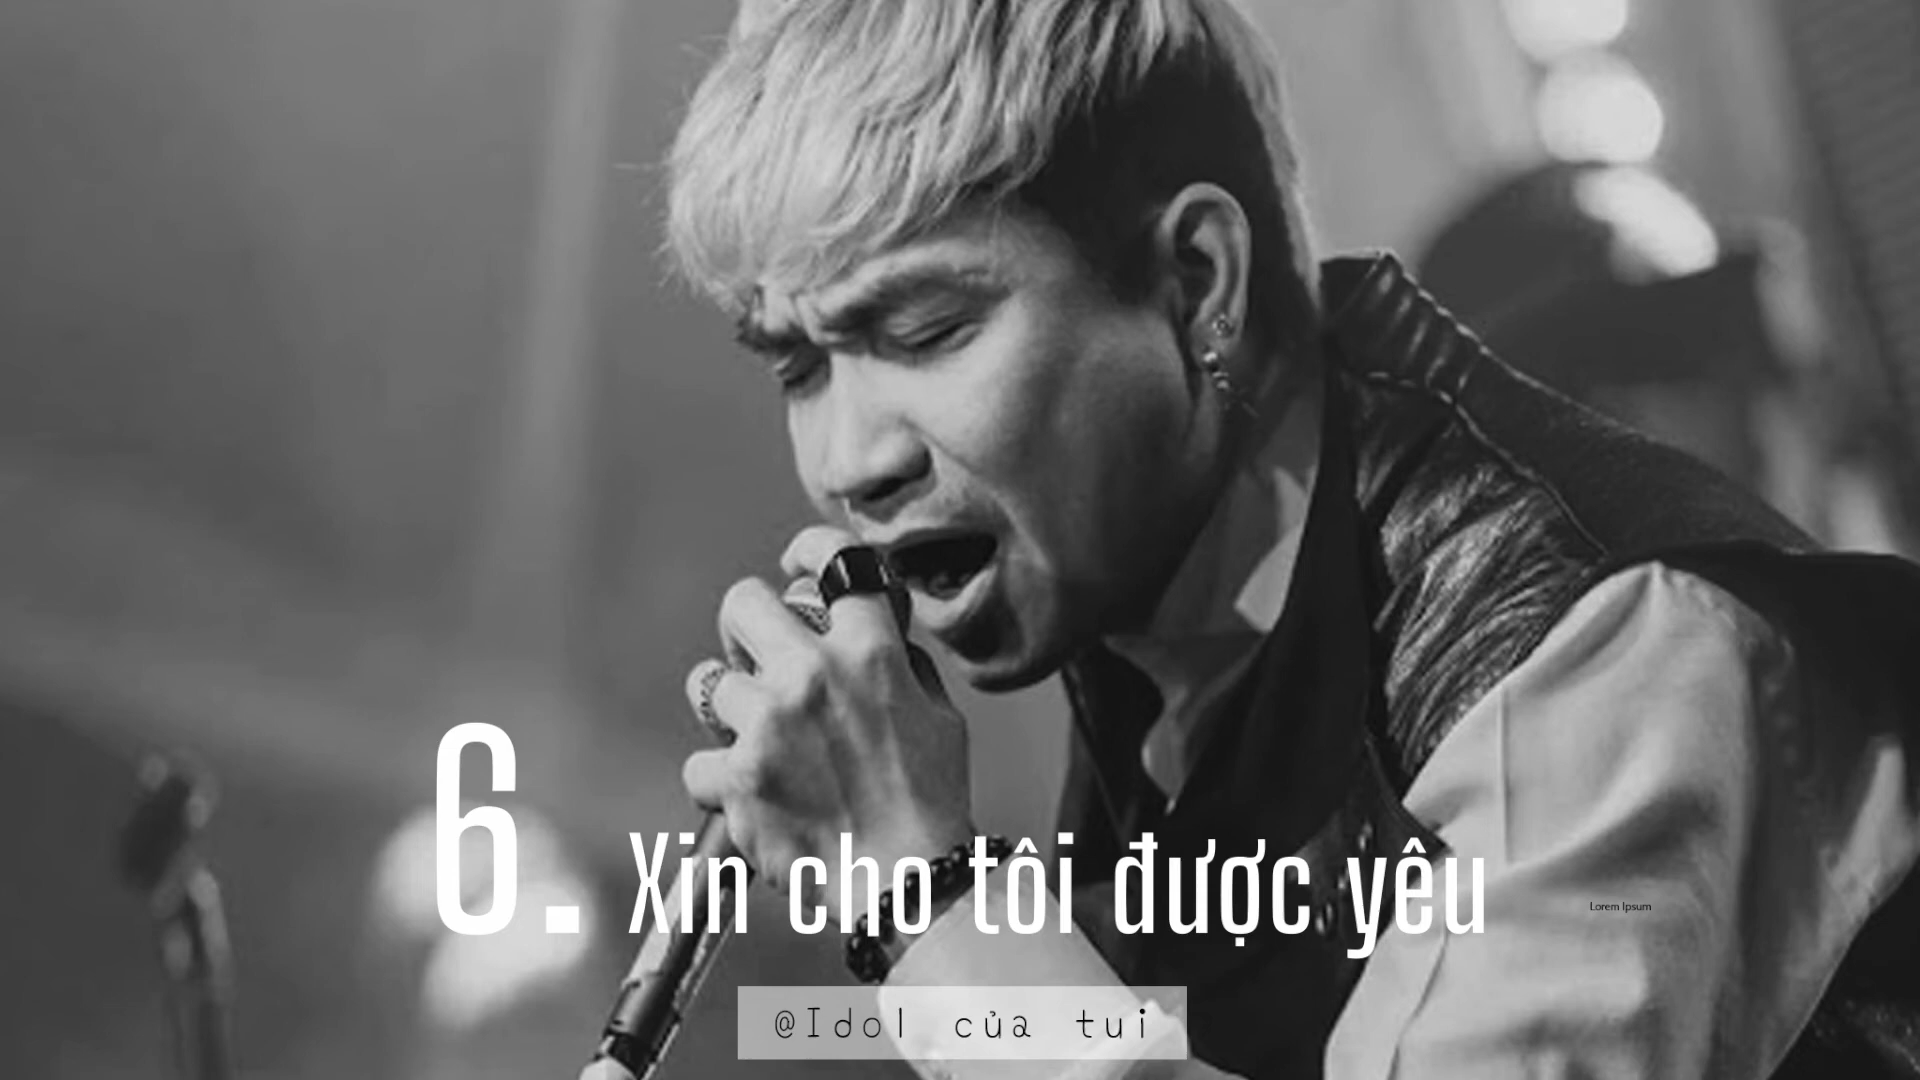 6. Xin cho tôi được yêu
Lorem Ipsum
@Idol của tui